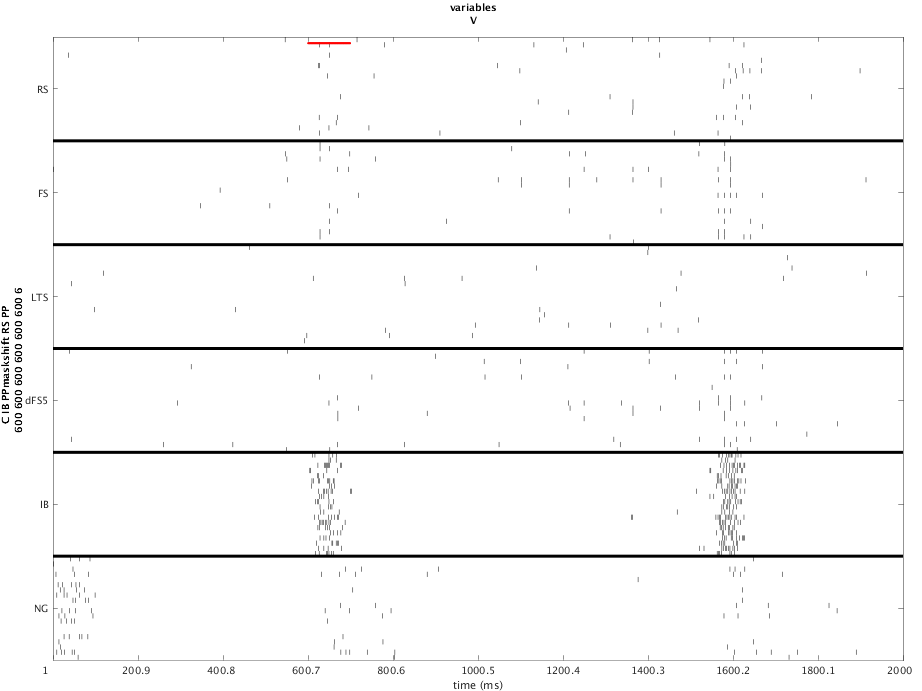 variables
V
RS
FS
LTS
dFS5
IB
NG
C IB PPmaskshift RS PP
600 600 600 600 600 600 600 6
1
200.9
400.8
600.7
800.6
1000.5
1200.4
1400.3
1600.2
1800.1
2000
time (ms)